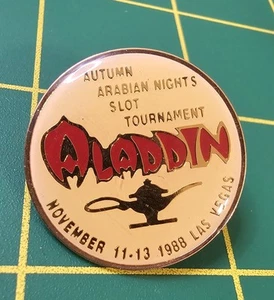 AUTUMN
ARABIAN NIGHTS
SLOT
TOURNAMENT
ALADDIN
NOVEMBER 11-13 1988 LAS VEGAS